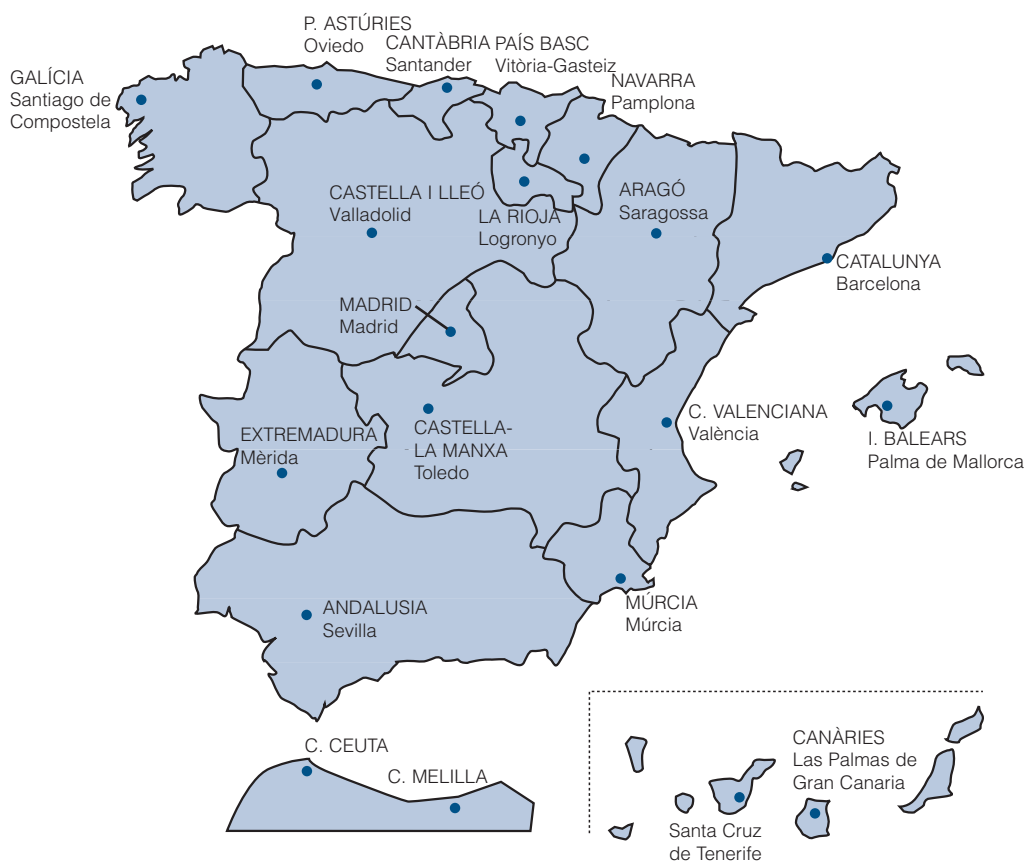 P. ASTÚRIES
Oviedo
CANTÀBRIA
Santander
PAÍS BASC
Vitòria-Gasteiz
NAVARRA
Pamplona
GALÍCIA
Santiago de
Compostela
CASTELLA I LLEÓ
Valladolid
LA RIOJA
Logronyo
ARAGÓ
Saragossa
CATALUNYA
Barcelona
MADRID
Madrid
EXTREMADURA
Mèrida
CASTELLA-
LA MANXA
Toledo
C. VALENCIANA
València
I. BALEARS
Palma de Mallorca
ANDALUSIA
Sevilla
MÚRCIA
Múrcia
C. CEUTA
C. MELILLA
CANÀRIES
Las Palmas de
Gran Canaria
Santa Cruz
de Tenerife